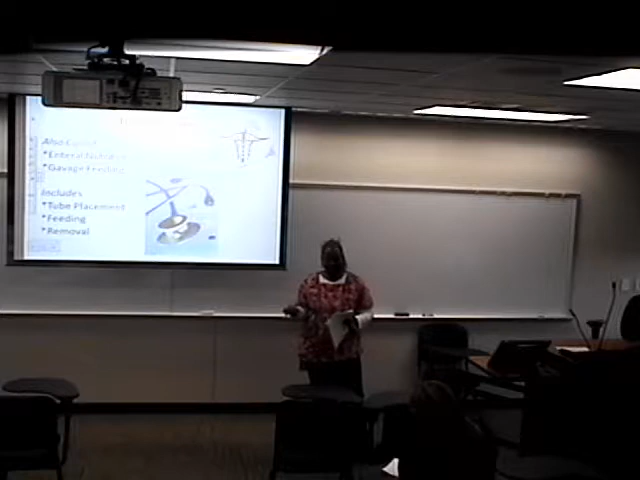 Also Called
*Enteral Nutrition
*Gavage Feeding
Includes
*Tube Placement
*Feeding
*Removal